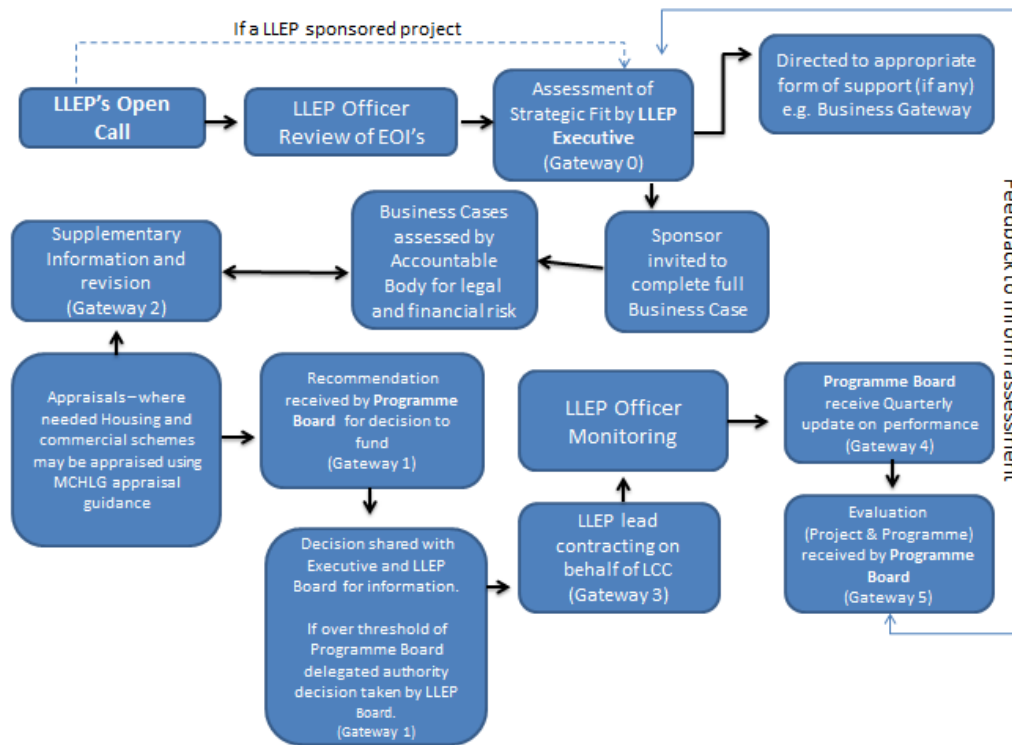 If a LLEP sponsored project
LLEP's Open
Call
LLEP Officer
Review of EOI's
Assessment of
Strategic Fit by LLEP
Executive
(Gateway 0)
Directed to appropriate
form of support (if any)
e.g. Business Gateway
Supplementary
Information and
revision
(Gateway 2)
Business Cases
assessed by
Accountable
Body for legal
and financial risk
Sponsor
invited to
complete full
Business Case
Feedback to inform assessment
Appraisals – where
needed Housing and
commercial schemes
may be appraised using
MCHLG appraisal
guidance
Recommendation
received by Programme
Board for decision to
fund
(Gateway 1)
LLEP Officer
Monitoring
Programme Board
receive Quarterly
update on performance
(Gateway 4)
Decision shared with
Executive and LLEP
Board for information.
If over threshold of
Programme Board
delegated authority
decision taken by LLEP
Board.
(Gateway 1)
LLEP lead
contracting on
behalf of LCC
(Gateway 3)
Evaluation
(Project & Programme)
received by Programme
Board
(Gateway 5)